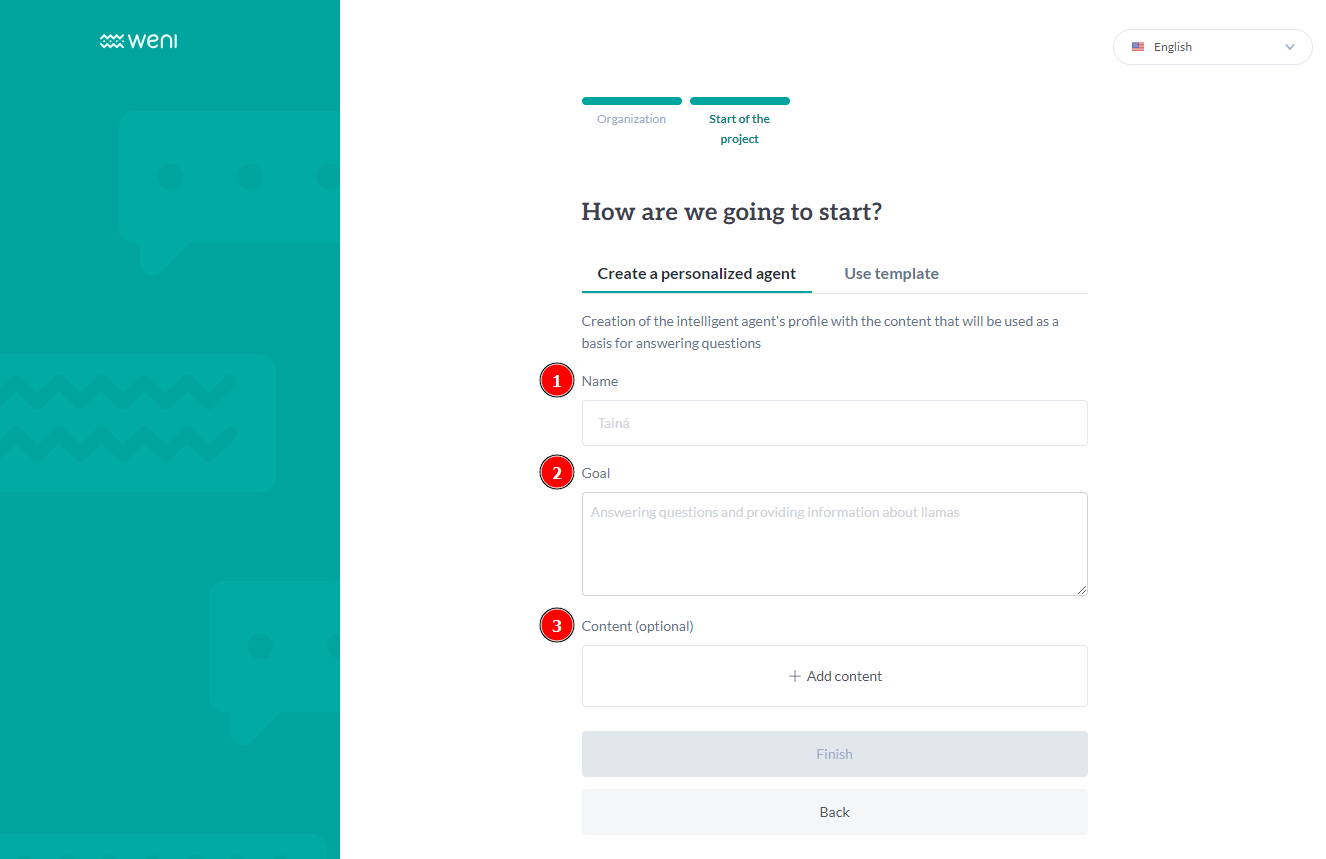 weni
English
Organization
Start of the
project
How are we going to start?
Create a personalized agent
Use template
Creation of the intelligent agent's profile with the content that will be used as a
basis for answering questions
1 Name
Tainá
2 Goal
Answering questions and providing information about llamas
3 Content (optional)
+ Add content
Finish
Back